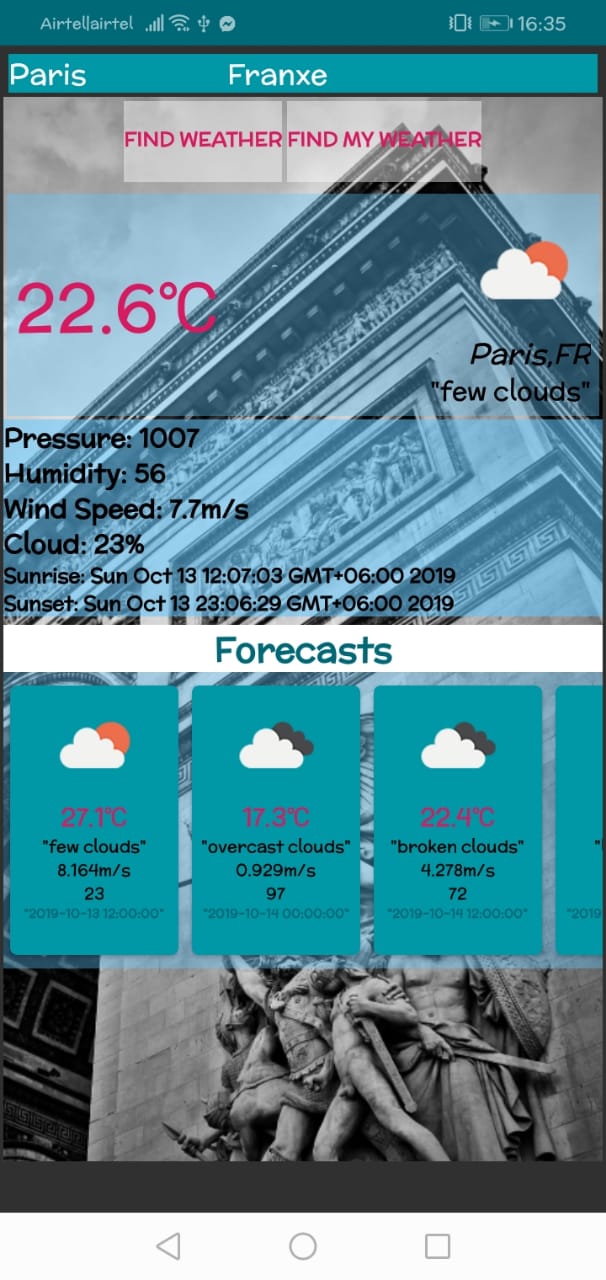 Airtel|airtel 16:35
Paris Franxe
FIND WEATHER FIND MY WEATHER
22.6°C
Paris,FR
"few clouds"
Pressure: 1007
Humidity: 56
Wind Speed: 7.7m/s
Cloud: 23%
Sunrise: Sun Oct 13 12:07:03 GMT+06:00 2019
Sunset: Sun Oct 13 23:06:29 GMT+06:00 2019
Forecasts
27.1°C 17.3°C 22.4°C
"few clouds" "overcast clouds" "broken clouds" "
8.164m/s 0.929m/s 4.278m/s
23 97 72
"2019-10-13 12:00:00" "2019-10-14 00:00:00" "2019-10-14 12:00:00" "2019